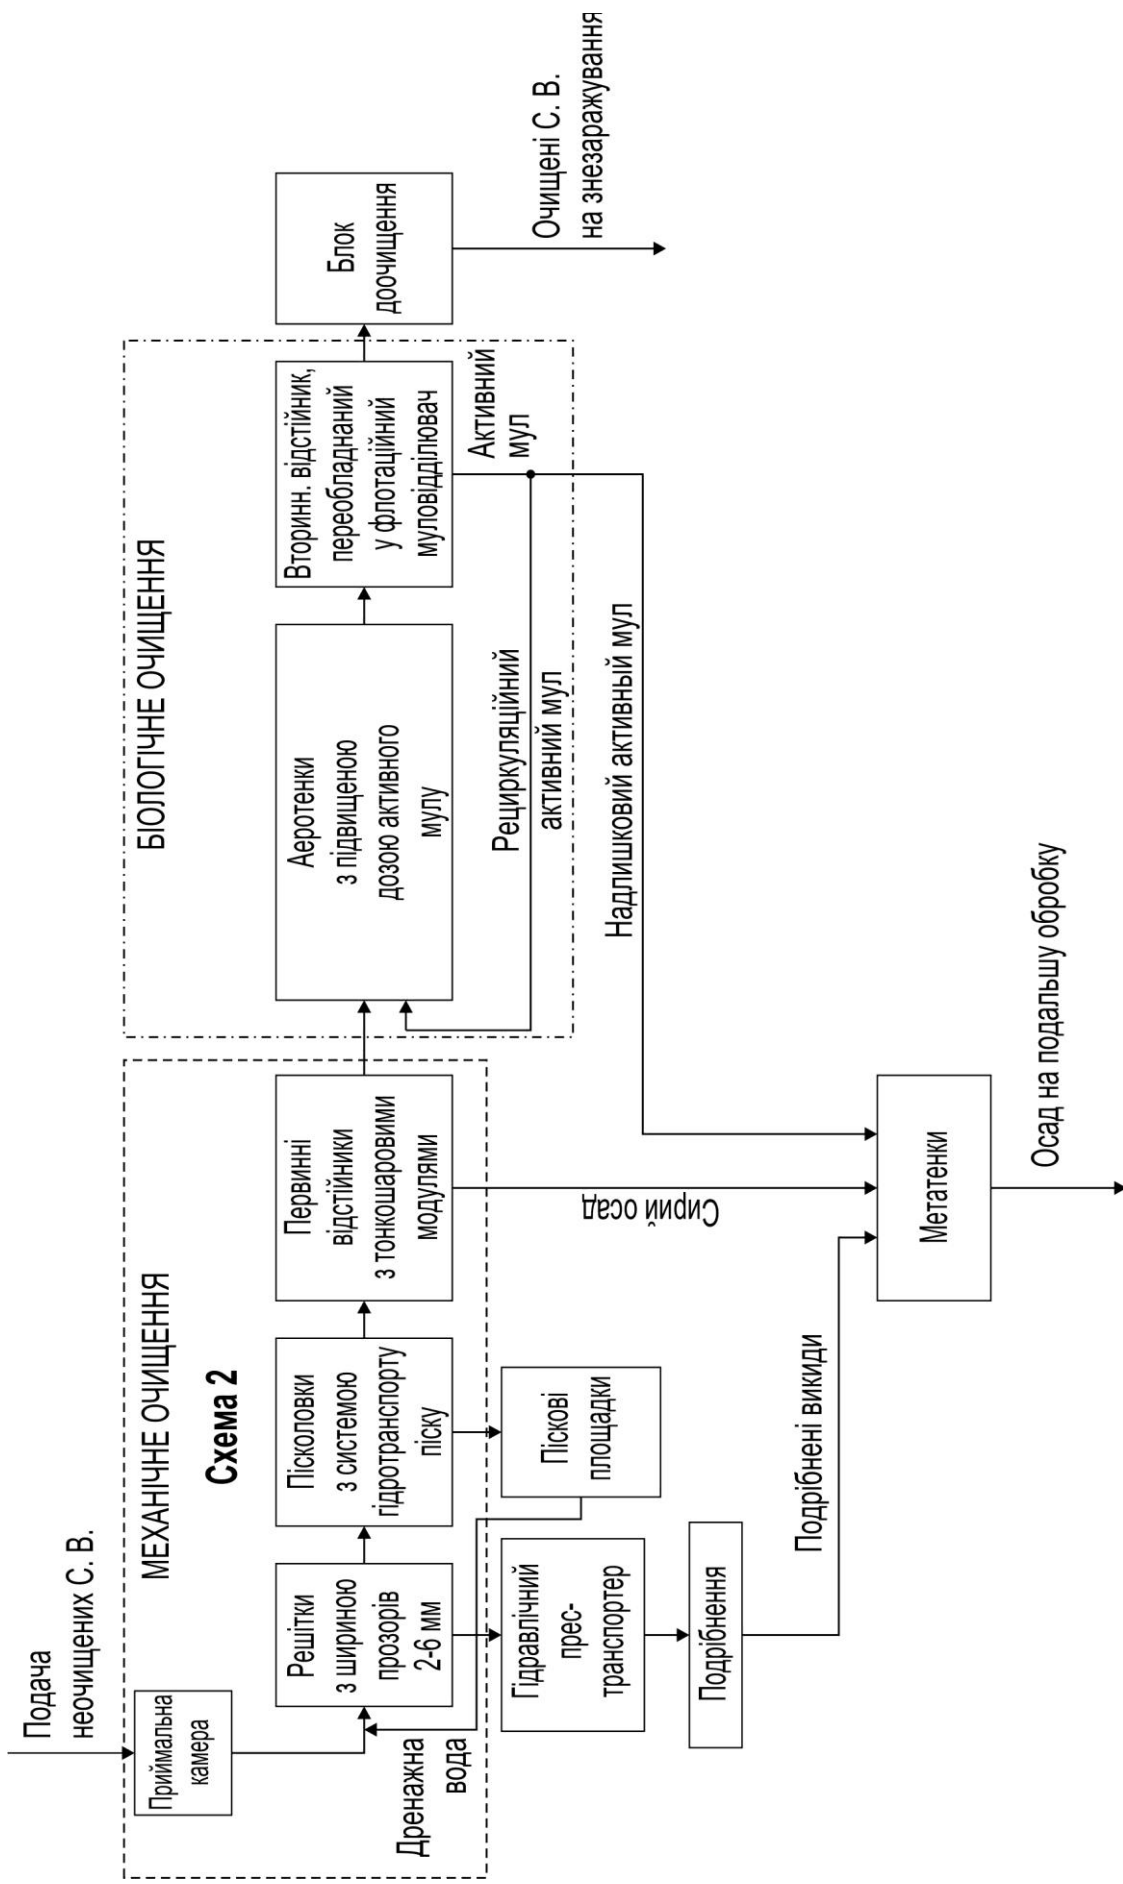 Подача
неочищених С. В.
МЕХАНІЧНЕ ОЧИЩЕННЯ
Схема 2
Приймальна
камера
Решітки
з шириною
прозорів
2-6 мм
Пісколовки
з системою
гідротранспорту
піску
Первинні
відстійники
з тонкошаровими
модулями
Дренажна
вода
Гідравлічний
прес-
транспортер
Піскові
площадки
Подрібнення
Подрібнені викиди
Сирий осад
БІОЛОГІЧНЕ ОЧИЩЕННЯ
Аеротенки
з підвищеною
дозою активного
мулу
Вторинн. відстійник,
переобладнаний
у флотаційний
муловідділювач
Активний
мул
Рециркуляційний
активний мул
Надлишковий активный мул
Блок
доочищення
Очищені С. В.
на знезаражування
Метатенки
Осад на подальшу обробку